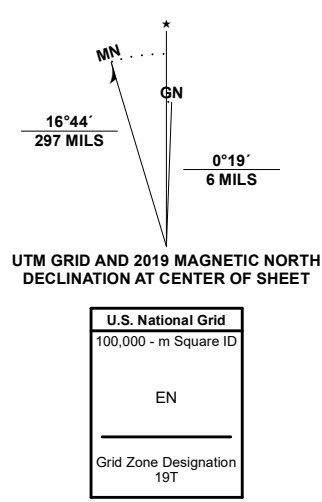 MN
GN
16°44´
297 MILS
0°19´
6 MILS
UTM GRID AND 2019 MAGNETIC NORTH
DECLINATION AT CENTER OF SHEET
U.S. National Grid
100,000 - m Square ID
EN
Grid Zone Designation
19T